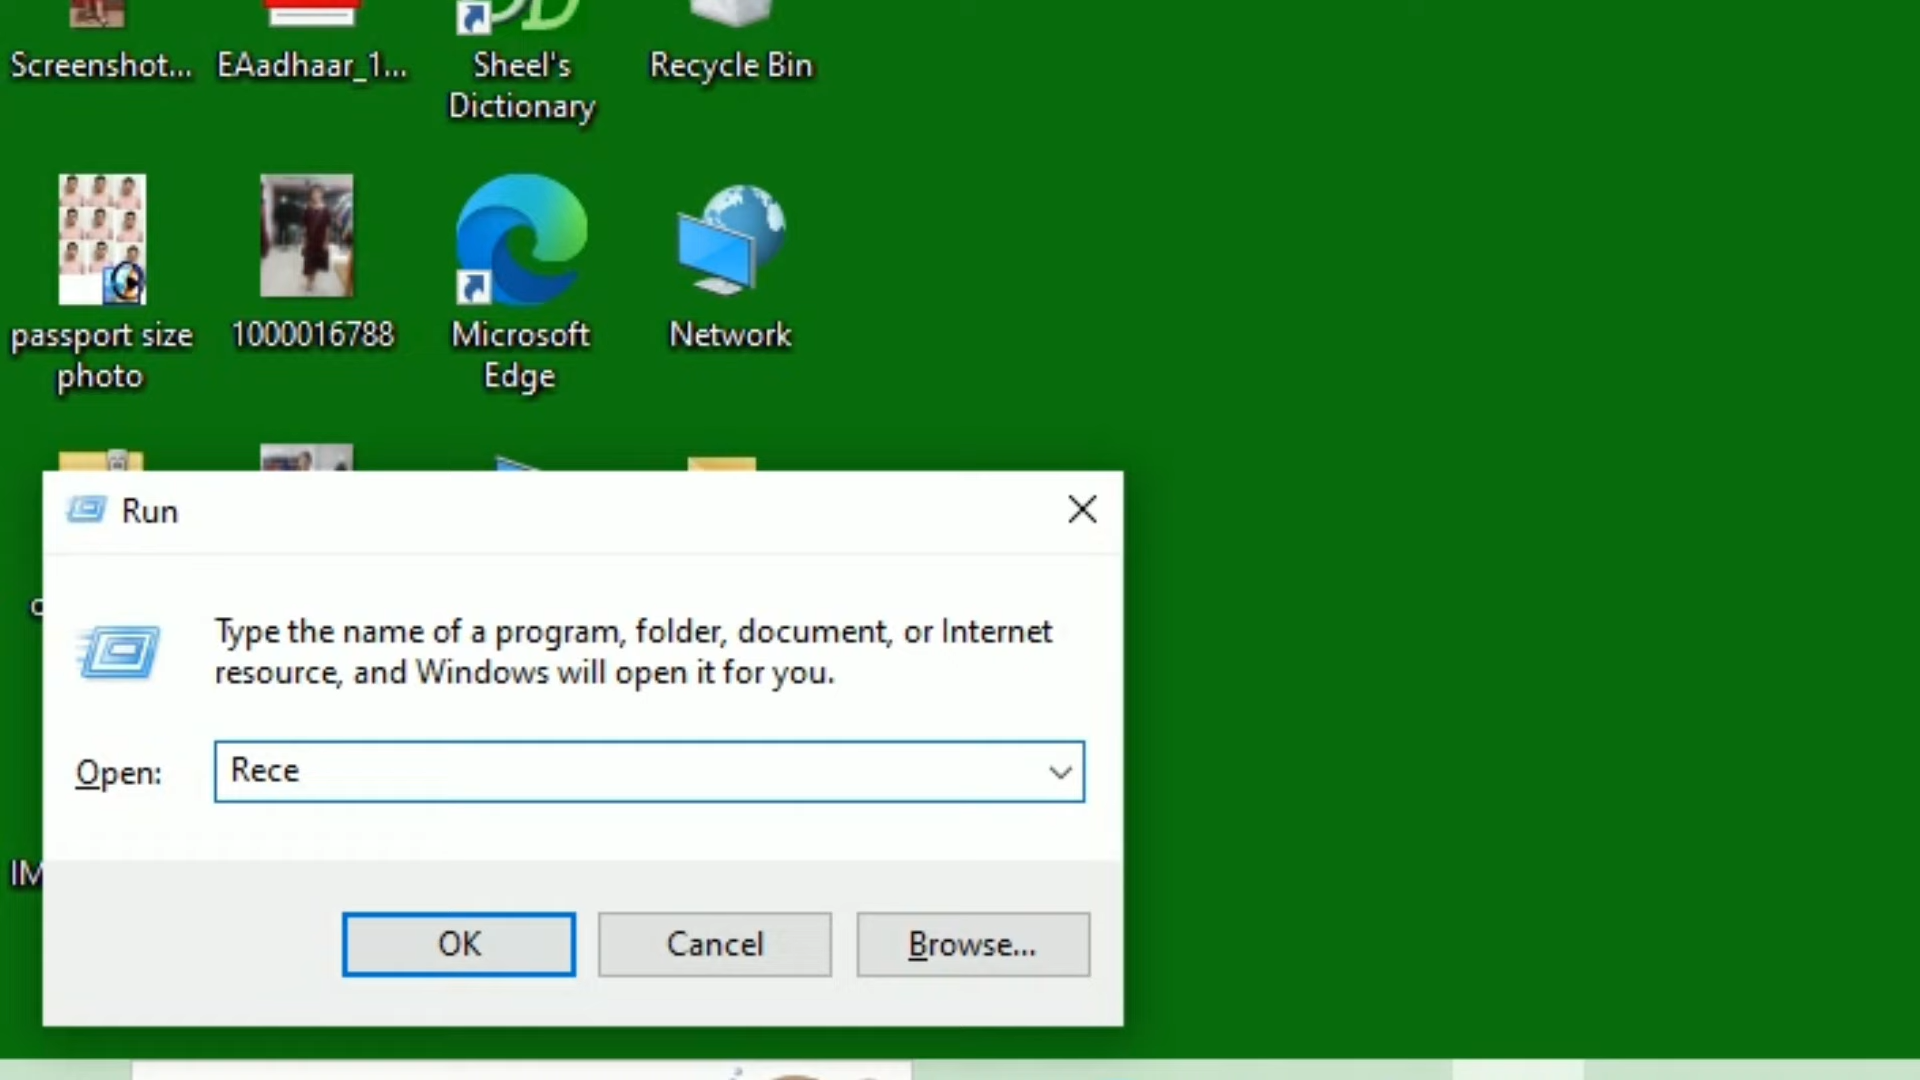 Screenshot...
EAadhaar_1...
Sheel's
Dictionary
Recycle Bin
passport size
photo
1000016788
Microsoft
Edge
Network
Run
Type the name of a program, folder, document, or Internet
resource, and Windows will open it for you.
Open:
Rece
IM
OK
Cancel
Browse...